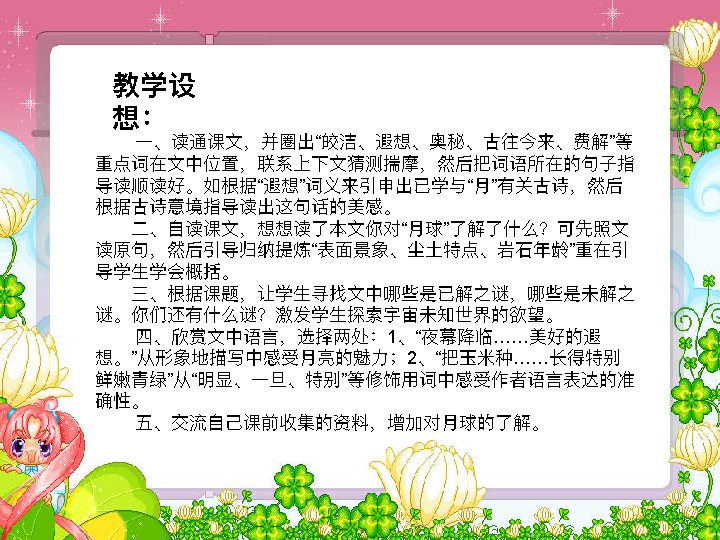 教学设
想：
一、读通课文，并圈出“皎洁、遐想、奥秘、古往今来、费解”等
重点词在文中位置，联系上下文猜测揣摩，然后把词语所在的句子指
导读顺读好。如根据“遐想”词义来引申出已学与“月”有关古诗，然后
根据古诗意境指导读出这句话的美感。
二、自读课文，想想读了本文你对“月球”了解了什么？可先照文
读原句，然后引导归纳提炼“表面景象、尘土特点、岩石年龄”重在引
导学生学会概括。
三、根据课题，让学生寻找文中哪些是已解之谜，哪些是未解之
谜。你们还有什么谜？激发学生探索宇宙未知世界的欲望。
四、欣赏文中语言，选择两处：1、“夜幕降临……美好的遐
想。”从形象地描写中感受月亮的魅力；2、“把玉米种……长得特别
鲜嫩青绿”从“明显、一旦、特别”等修饰用词中感受作者语言表达的准
确性。
五、交流自己课前收集的资料，增加对月球的了解。